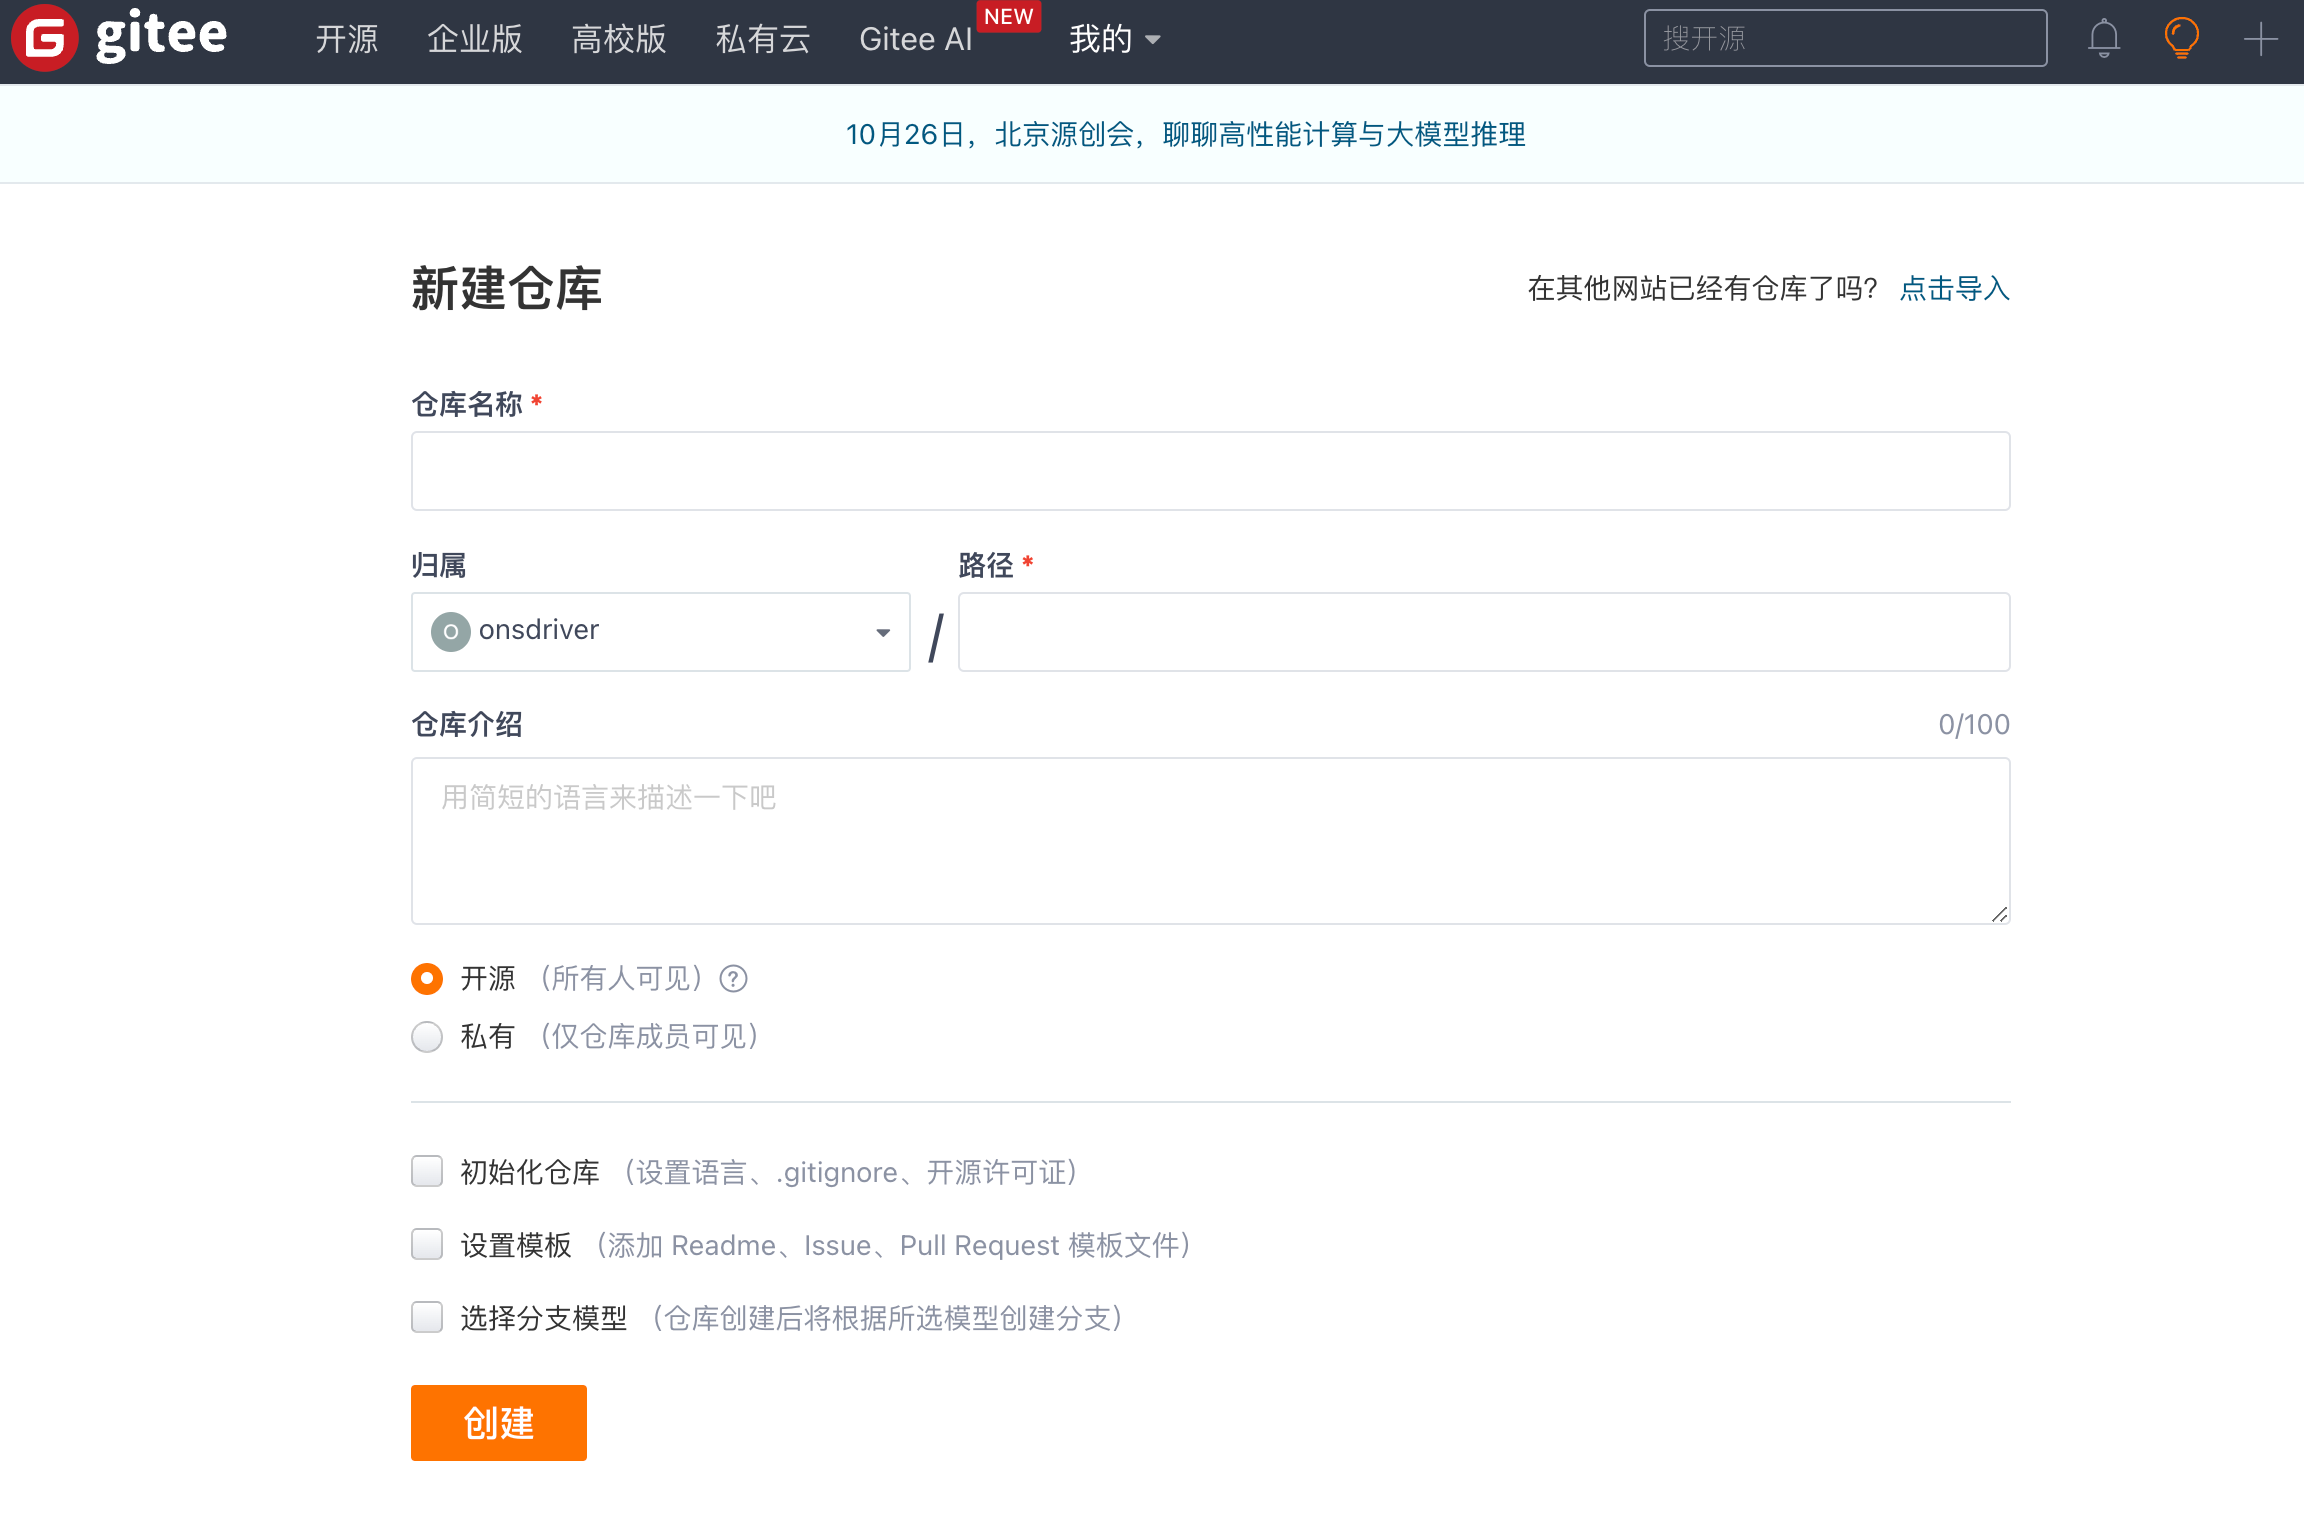 gitee 开源 企业版 高校版 私有云 Gitee AI NEW 我的 搜开源
10月26日，北京源创会，聊聊高性能计算与大模型推理
新建仓库 在其他网站已经有仓库了吗？ 点击导入
仓库名称 *
归属 路径 *
O onsdriver /
仓库介绍 0/100
用简短的语言来描述一下吧
开源 （所有人可见） ?
私有 （仅仓库成员可见）
初始化仓库 （设置语言、.gitignore、开源许可证）
设置模板 （添加 Readme、Issue、Pull Request 模板文件）
选择分支模型 （仓库创建后将根据所选模型创建分支）
创建